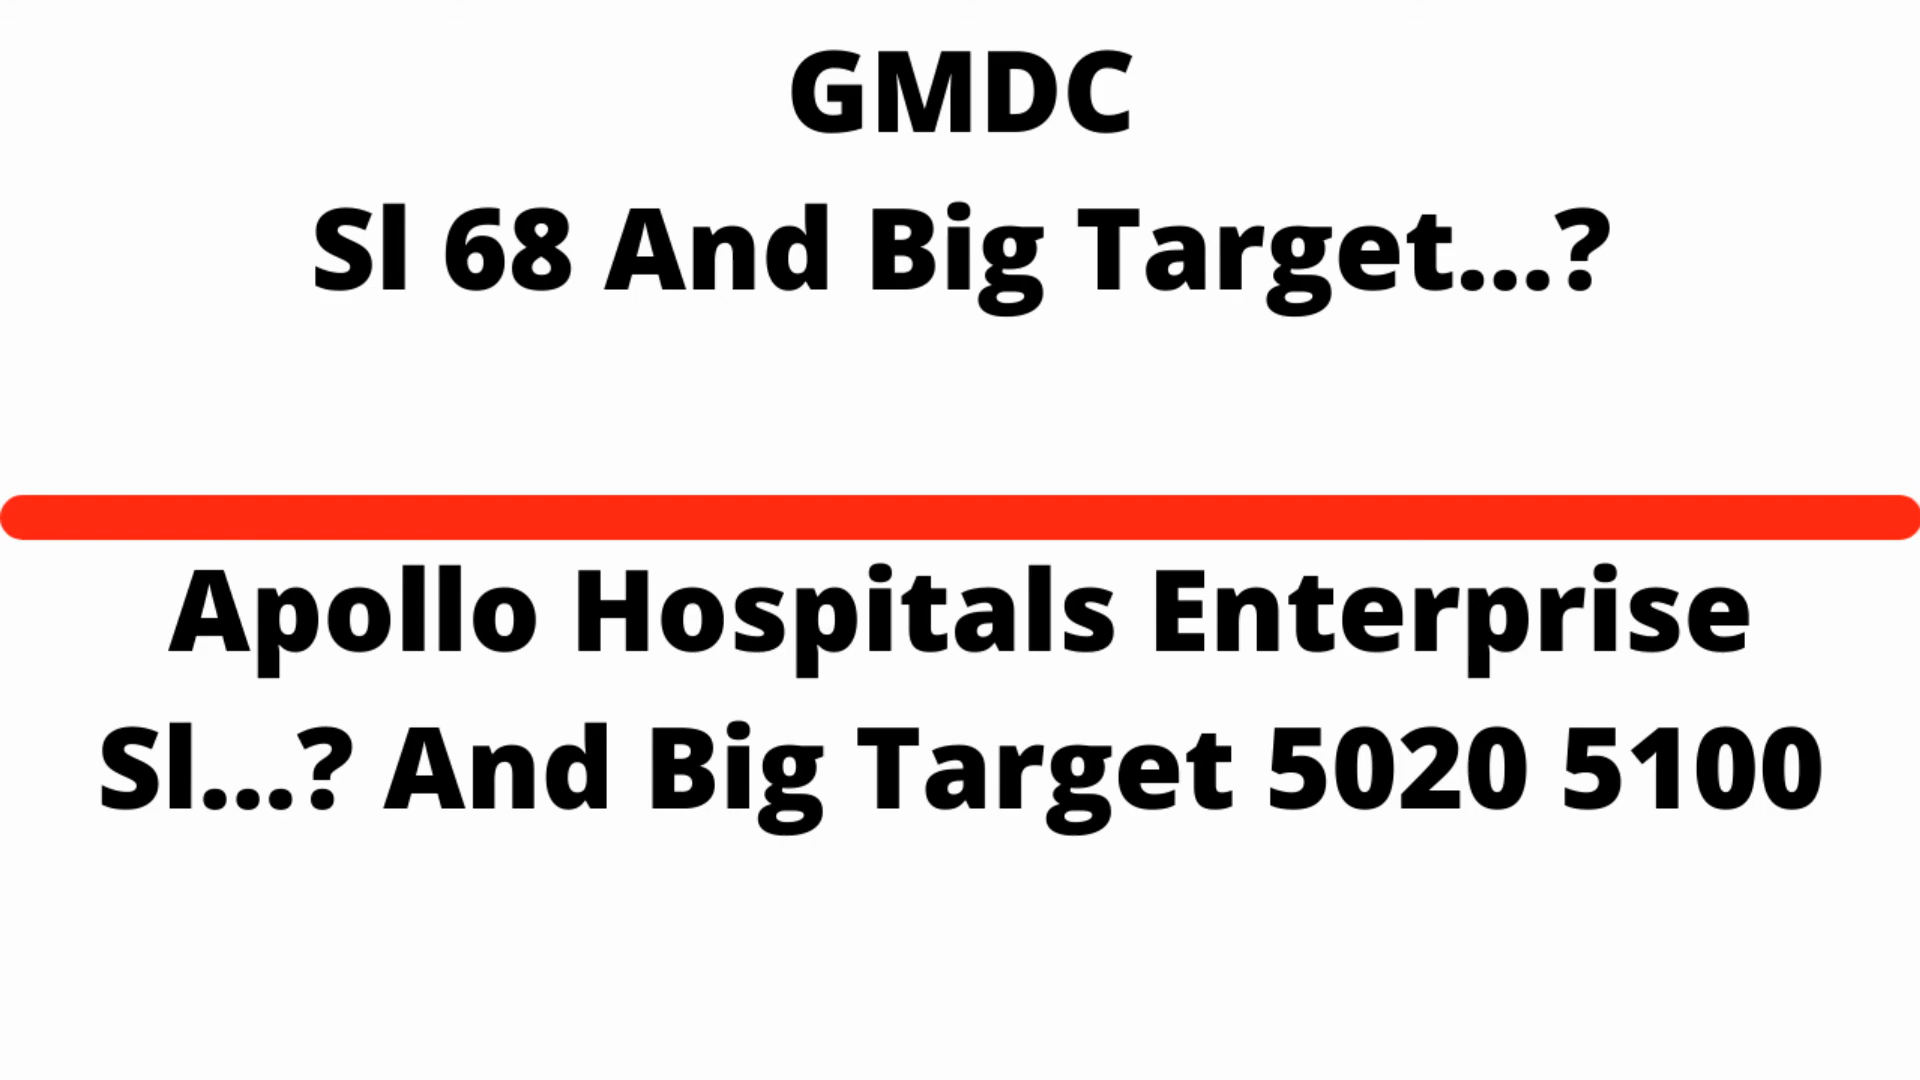 GMDC
Sl 68 And Big Target...?
Apollo Hospitals Enterprise
Sl...? And Big Target 5020 5100